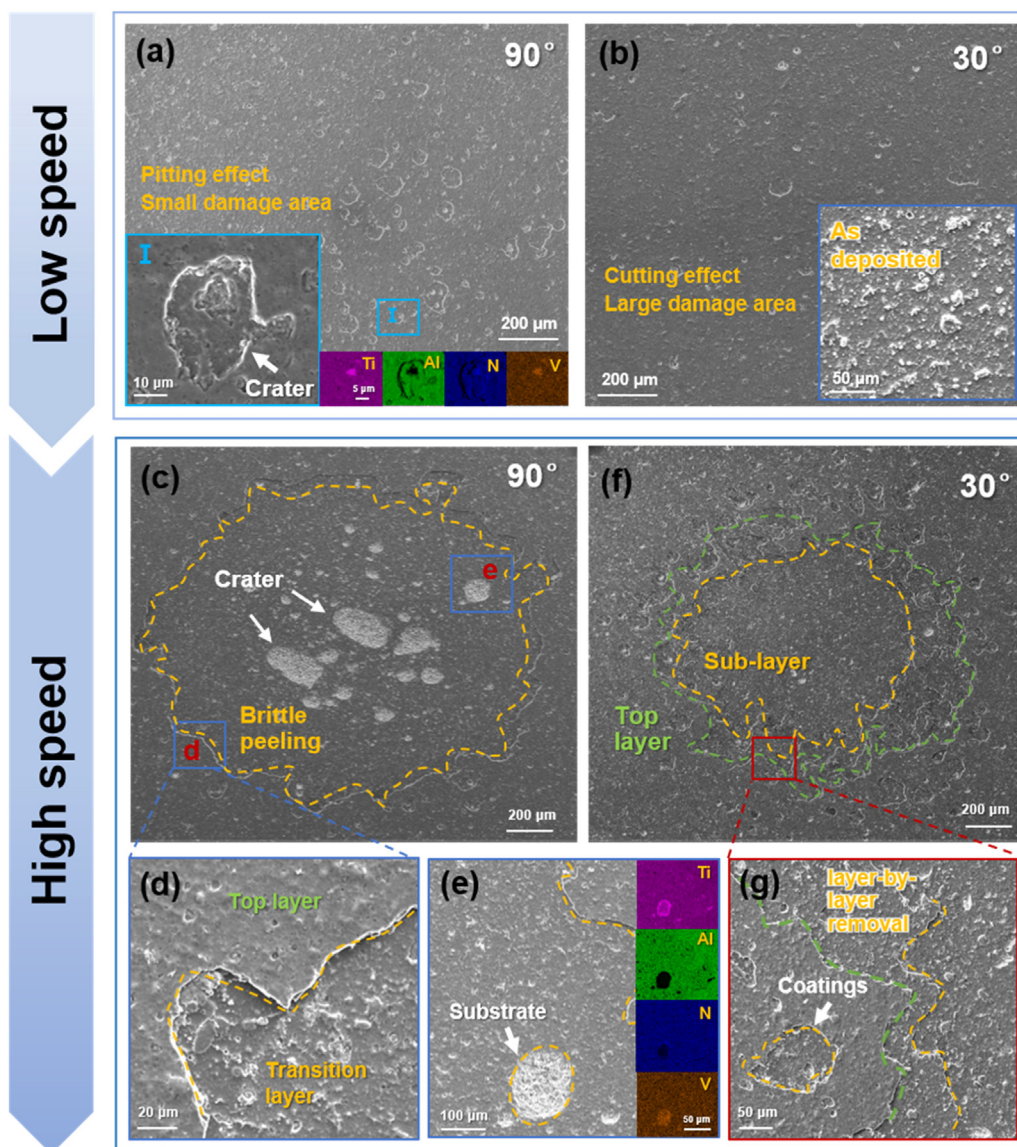 Low speed
(a)
90°
Pitting effect
Small damage area
I
I
10 µm
Crater
200 µm
Ti
5 µm
Al
N
V
(b)
30°
Cutting effect
Large damage area
200 µm
As
deposited
50 µm
High speed
(c)
90°
Crater
e
Brittle
peeling
d
200 µm
(f)
30°
Sub-layer
Top
layer
200 µm
(d)
Top layer
Transition
layer
20 µm
(e)
Substrate
100 µm
Ti
Al
N
V
50 µm
(g)
layer-by-
layer
removal
Coatings
50 µm